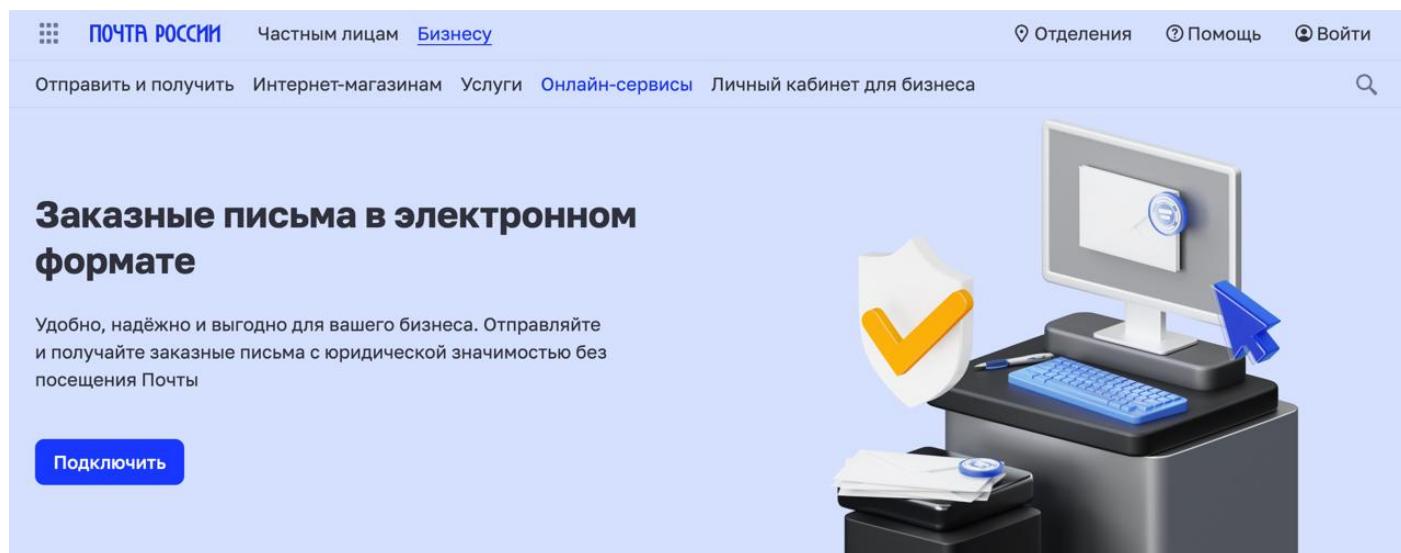 ПОЧТА РОССИИ Частным лицам Бизнесу Отделения Помощь Войти
Отправить и получить Интернет-магазинам Услуги Онлайн-сервисы Личный кабинет для бизнеса
Заказные письма в электронном
формате
Удобно, надёжно и выгодно для вашего бизнеса. Отправляйте
и получайте заказные письма с юридической значимостью без
посещения Почты
Подключить